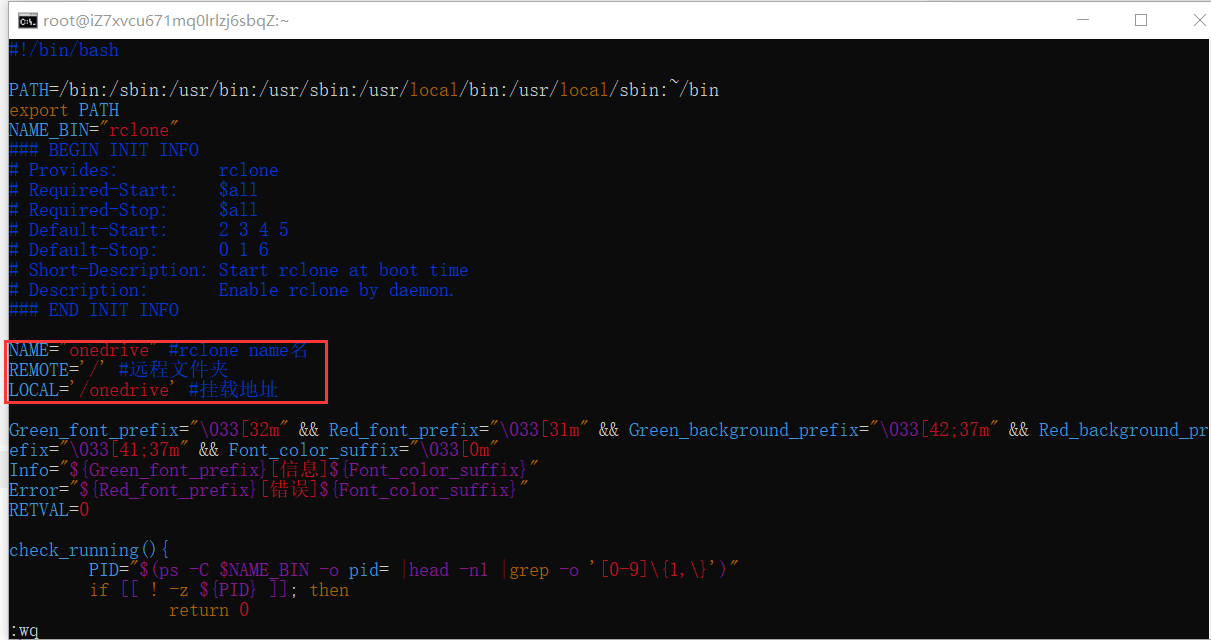 root@iZ7xvcu671mq0lrlzj6sbqZ:~
#!/bin/bash
PATH=/bin:/sbin:/usr/bin:/usr/sbin:/usr/local/bin:/usr/local/sbin:~/bin
export PATH
NAME_BIN="rclone"
### BEGIN INIT INFO
# Provides:          rclone
# Required-Start:    $all
# Required-Stop:     $all
# Default-Start:     2 3 4 5
# Default-Stop:      0 1 6
# Short-Description: Start rclone at boot time
# Description:       Enable rclone by daemon.
### END INIT INFO
NAME="onedrive" #rclone name名
REMOTE='/' #远程文件夹
LOCAL='/onedrive' #挂载地址
Green_font_prefix="\033[32m" && Red_font_prefix="\033[31m" && Green_background_prefix="\033[42;37m" && Red_background_pr
efix="\033[41;37m" && Font_color_suffix="\033[0m"
Info="${Green_font_prefix}[信息]${Font_color_suffix}"
Error="${Red_font_prefix}[错误]${Font_color_suffix}"
RETVAL=0
check_running(){
        PID="$(ps -C $NAME_BIN -o pid= |head -n1 |grep -o '[0-9]\{1,\}')"
        if [[ ! -z ${PID} ]]; then
                return 0
:wq